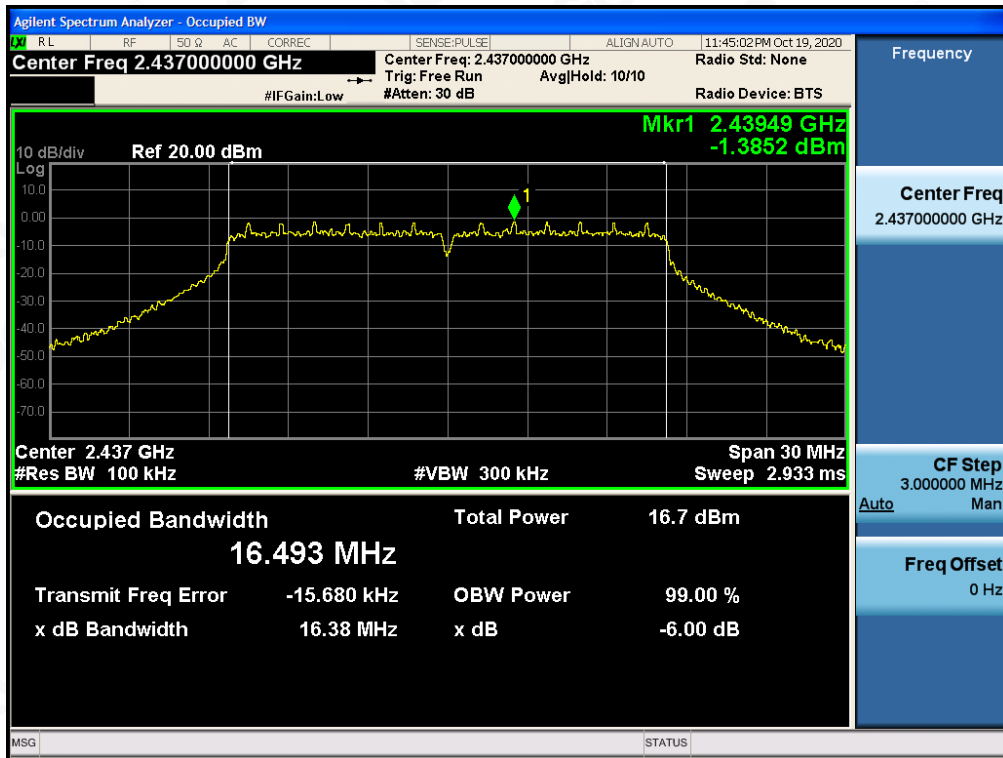 Agilent Spectrum Analyzer - Occupied BW
LXI RL RF 50 Ω AC CORREC SENSE:PULSE ALIGNAUTO 11:45:02 PM Oct 19, 2020
Center Freq 2.437000000 GHz
Center Freq: 2.437000000 GHz
Radio Std: None
Trig: Free Run Avg|Hold: 10/10
#IFGain:Low #Atten: 30 dB Radio Device: BTS
Mkr1 2.43949 GHz
-1.3852 dBm
10 dB/div Ref 20.00 dBm
Log
10.0
1
0.00
-10.0
-20.0
-30.0
-40.0
-50.0
-60.0
-70.0
Center 2.437 GHz Span 30 MHz
#Res BW 100 kHz #VBW 300 kHz Sweep 2.933 ms
Occupied Bandwidth Total Power 16.7 dBm
16.493 MHz
Transmit Freq Error -15.680 kHz OBW Power 99.00 %
x dB Bandwidth 16.38 MHz x dB -6.00 dB
MSG STATUS
Frequency
Center Freq
2.437000000 GHz
CF Step
3.000000 MHz
Auto Man
Freq Offset
0 Hz